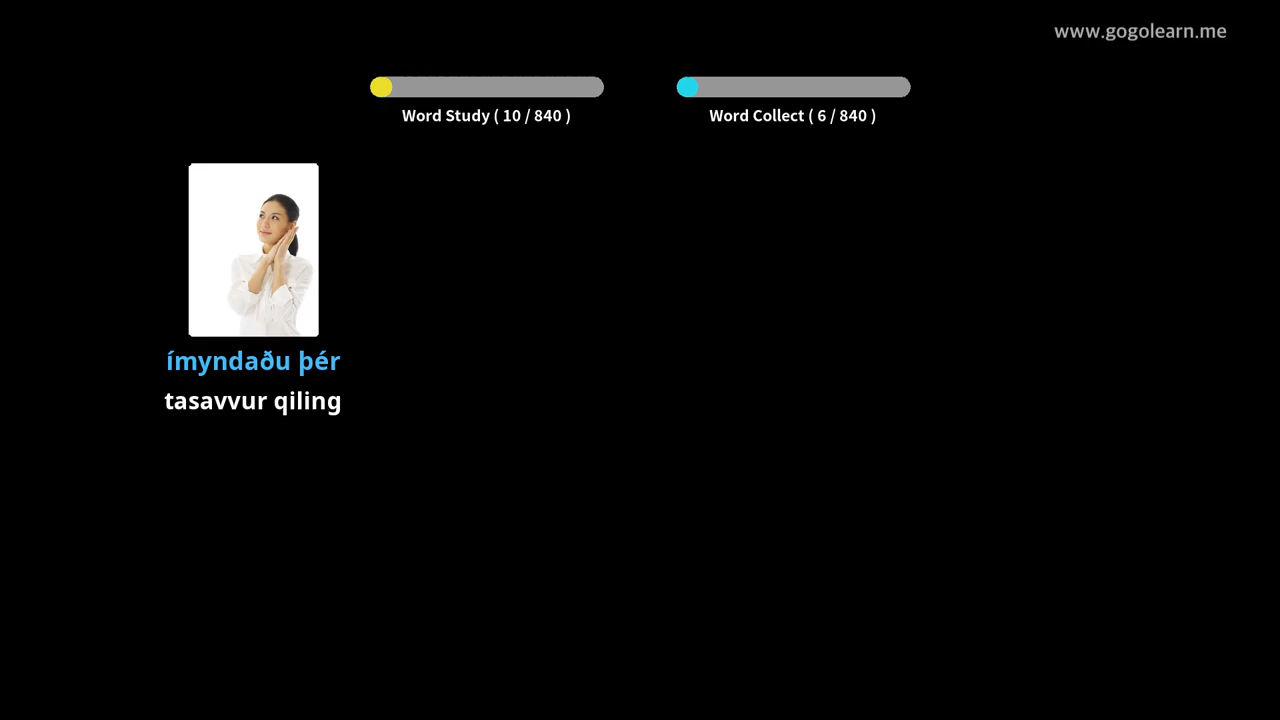 www.gogolearn.me
Word Study ( 10 / 840 )
Word Collect ( 6 / 840 )
ímyndaðu þér
tasavvur qiling